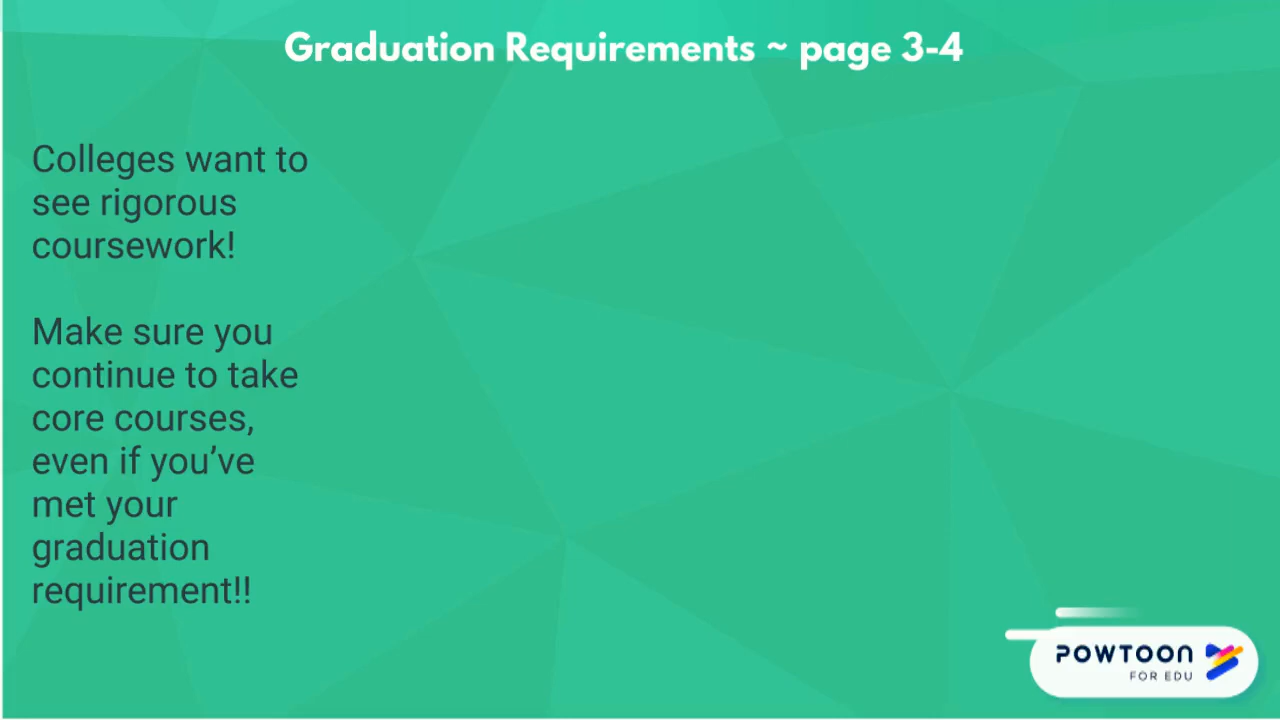 Graduation Requirements ~ page 3-4
Colleges want to
see rigorous
coursework!
Make sure you
continue to take
core courses,
even if you’ve
met your
graduation
requirement!!
POWTOON
FOR EDU